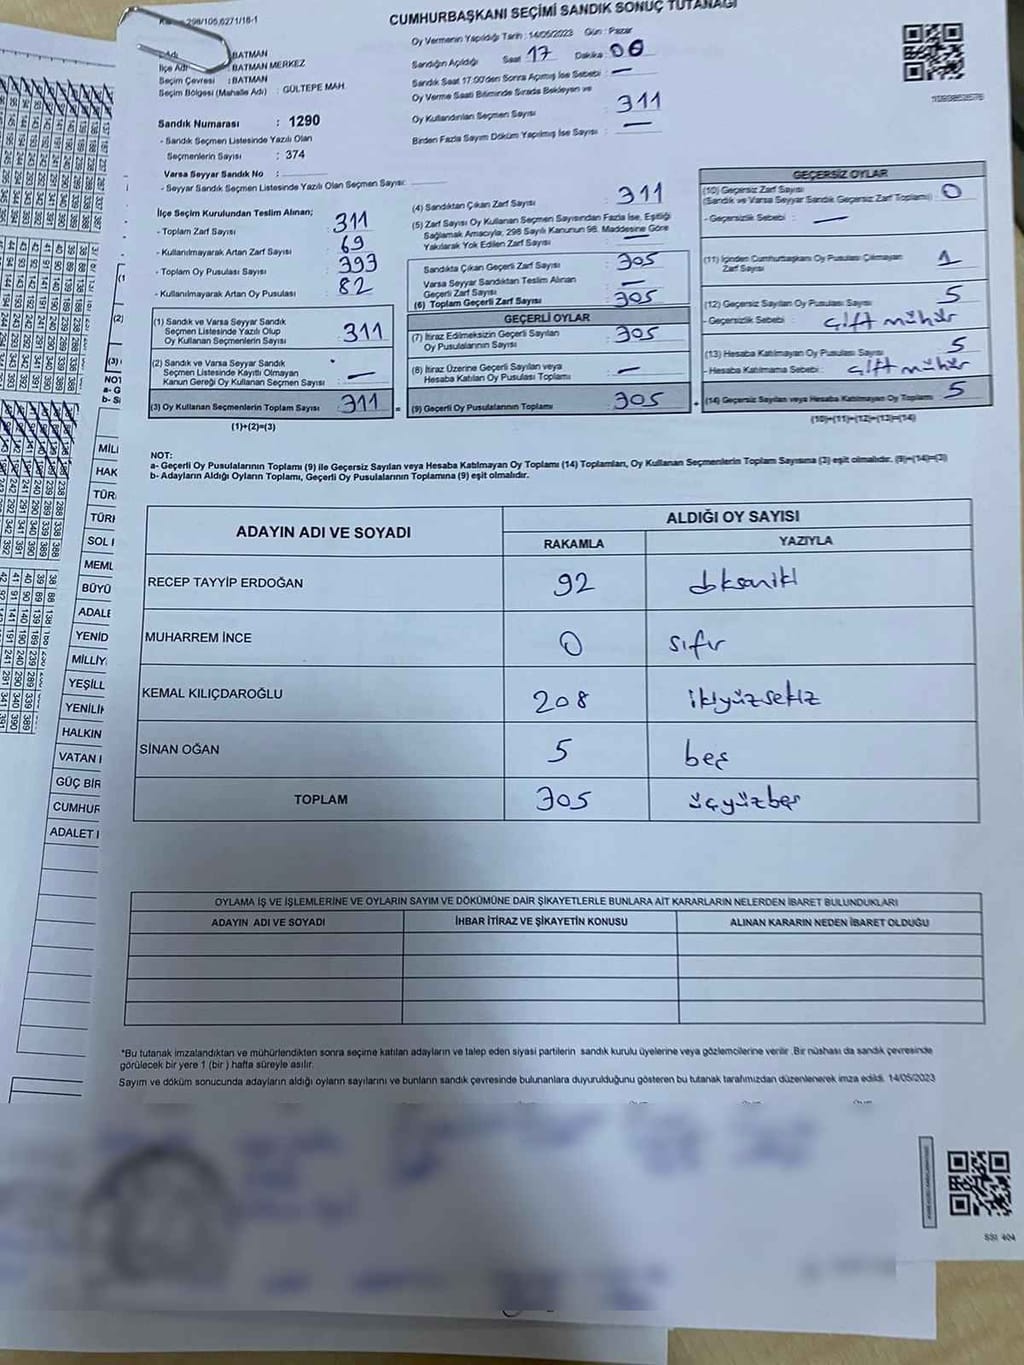 CUMHURBAŞKANI SEÇİMİ SANDIK SONUÇ TUTANAĞI
Oy Vermenin Yapıldığı Tarih : 14/05/2023 Gün : Pazar
Sandığın Açıldığı Saat 17 Dakika : 00
Sandık Saat 17.00'den Sonra Açılmış İse Sebebi : —
Oy Verme Saati Bitiminde Sırada Bekleyen ve
Oy Kullandırılan Seçmen Sayısı : 311
Birden Fazla Sayım Döküm Yapılmış İse Sayısı : —
298/105,6271/16-1
Adı BATMAN
İlçe Adı : BATMAN MERKEZ
Seçim Çevresi : BATMAN
Seçim Bölgesi (Mahalle Adı) : GÜLTEPE MAH.
Sandık Numarası : 1290
- Sandık Seçmen Listesinde Yazılı Olan
Seçmenlerin Sayısı : 374
Varsa Seyyar Sandık No :
- Seyyar Sandık Seçmen Listesinde Yazılı Olan Seçmen Sayısı:
İlçe Seçim Kurulundan Teslim Alınan;
- Toplam Zarf Sayısı : 311
- Kullanılmayarak Artan Zarf Sayısı : 69
- Toplam Oy Pusulası Sayısı : 393
- Kullanılmayarak Artan Oy Pusulası : 82
(1) Sandık ve Varsa Seyyar Sandık
Seçmen Listesinde Yazılı Olup
Oy Kullanan Seçmenlerin Sayısı : 311
(2) Sandık ve Varsa Seyyar Sandık
Seçmen Listesinde Kayıtlı Olmayan
Kanun Gereği Oy Kullanan Seçmen Sayısı : —
(3) Oy Kullanan Seçmenlerin Toplam Sayısı : 311
(1)+(2)=(3)
(4) Sandıktan Çıkan Zarf Sayısı : 311
(5) Zarf Sayısı Oy Kullanan Seçmen Sayısından Fazla İse, Eşitliği
Sağlamak Amacıyla, 298 Sayılı Kanunun 98. Maddesine Göre
Yakılarak Yok Edilen Zarf Sayısı : —
Sandıkta Çıkan Geçerli Zarf Sayısı : 305
Varsa Seyyar Sandıktan Teslim Alınan
Geçerli Zarf Sayısı : —
(6) Toplam Geçerli Zarf Sayısı : 305
GEÇERLİ OYLAR
(7) İtiraz Edilmeksizin Geçerli Sayılan
Oy Pusulalarının Sayısı : 305
(8) İtiraz Üzerine Geçerli Sayılan veya
Hesaba Katılan Oy Pusulası Toplamı : —
= (9) Geçerli Oy Pusulalarının Toplamı : 305
GEÇERSİZ OYLAR
(10) Geçersiz Zarf Sayısı
(Sandık ve Varsa Seyyar Sandık Geçersiz Zarf Toplamı) : 0
- Geçersizlik Sebebi : —
(11) İçinden Cumhurbaşkanı Oy Pusulası Çıkmayan
Zarf Sayısı : 1
(12) Geçersiz Sayılan Oy Pusulası Sayısı : 5
- Geçersizlik Sebebi : çift mühür
(13) Hesaba Katılmayan Oy Pusulası Sayısı : 5
- Hesaba Katılmama Sebebi : çift mühür
+ (14) Geçersiz Sayılan veya Hesaba Katılmayan Oy Toplamı : 5
(10)+(11)+(12)+(13)=(14)
NOT:
a- Geçerli Oy Pusulalarının Toplamı (9) ile Geçersiz Sayılan veya Hesaba Katılmayan Oy Toplamı (14) Toplamları, Oy Kullanan Seçmenlerin Toplam Sayısına (3) eşit olmalıdır. (9)+(14)=(3)
b- Adayların Aldığı Oyların Toplamı, Geçerli Oy Pusulalarının Toplamına (9) eşit olmalıdır.
ADAYIN ADI VE SOYADI ALDIĞI OY SAYISI
RAKAMLA YAZIYLA
RECEP TAYYİP ERDOĞAN 92 doksaniki
MUHARREM İNCE 0 sıfır
KEMAL KILIÇDAROĞLU 208 ikiyüzsekiz
SİNAN OĞAN 5 beş
TOPLAM 305 üçyüzbeş
OYLAMA İŞ VE İŞLEMLERİNE VE OYLARIN SAYIM VE DÖKÜMÜNE DAİR ŞİKAYETLERLE BUNLARA AİT KARARLARIN NELERDEN İBARET BULUNDUKLARI
ADAYIN ADI VE SOYADI İHBAR İTİRAZ VE ŞİKAYETİN KONUSU ALINAN KARARIN NEDEN İBARET OLDUĞU
*Bu tutanak imzalandıktan ve mühürlendikten sonra seçime katılan adayların ve talep eden siyasi partilerin sandık kurulu üyelerine veya gözlemcilerine verilir .Bir nüshası da sandık çevresinde
görülecek bir yere 1 (bir ) hafta süreyle asılır.
Sayım ve döküm sonucunda adayların aldığı oyların sayılarını ve bunların sandık çevresinde bulunanlara duyurulduğunu gösteren bu tutanak tarafımızdan düzenlenerek imza edildi. 14/05/2023
SSI 404
MİLL
HAK
TÜR
TÜRK
SOL
MEML
BÜYÜ
ADALE
YENİD
MİLLİY
YEŞİLL
YENİLİK
HALKIN
VATAN
GÜÇ BİR
CUMHUR
ADALET